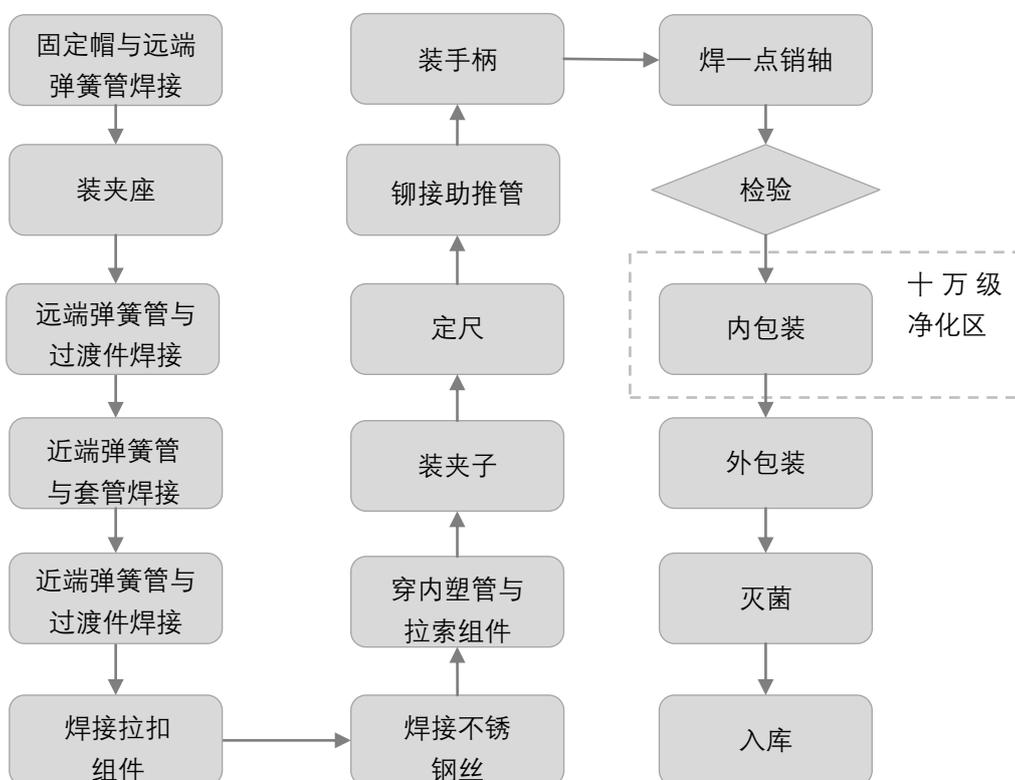 固定帽与远端
弹簧管焊接
装夹座
远端弹簧管与
过渡件焊接
近端弹簧管
与套管焊接
近端弹簧管与
过渡件焊接
焊接拉扣
组件
焊接不锈
钢丝
穿内塑管与
拉索组件
装夹子
定尺
铆接助推管
装手柄
焊一点销轴
检验
十万级
净化区
内包装
外包装
灭菌
入库